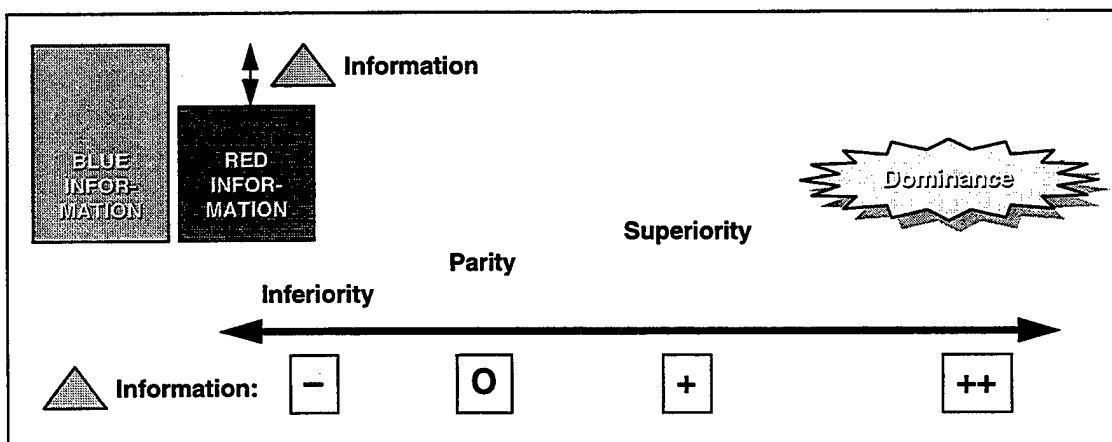 Information
BLUE
INFOR-
MATION
RED
INFOR-
MATION
Dominance
Superiority
Parity
Inferiority
Information:
−
O
+
++